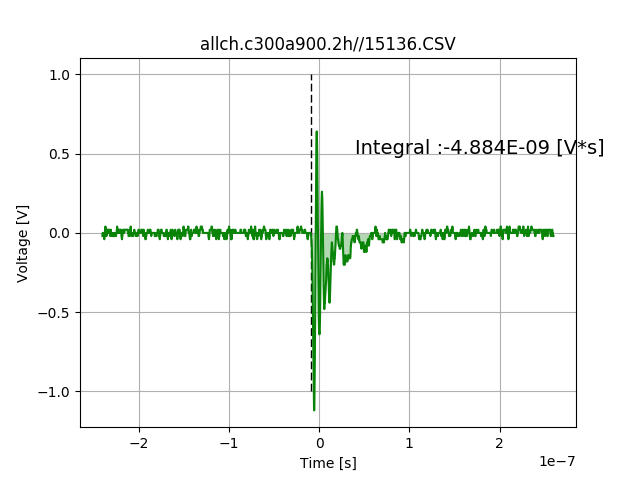 allch.c300a900.2h//15136.CSV
1.0
Integral :-4.884E-09 [V*s]
0.5
0.0
Voltage [V]
−0.5
−1.0
−2 −1 0 1 2
Time [s]
1e−7